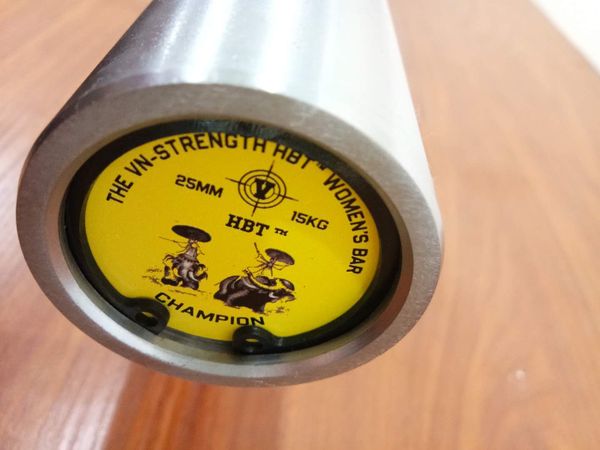 THE VN-STRENGTH HBT™ WOMEN'S BAR
V
25MM
15KG
HBT ™
CHAMPION